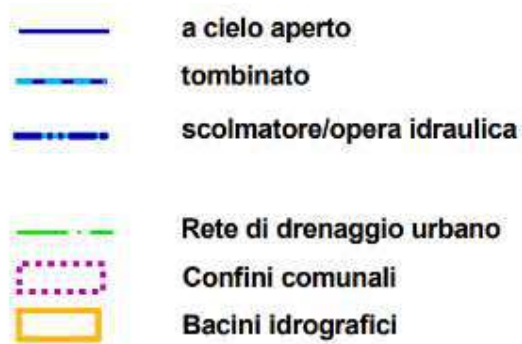 a cielo aperto
tombinato
scolmatore/opera idraulica
Rete di drenaggio urbano
Confini comunali
Bacini idrografici